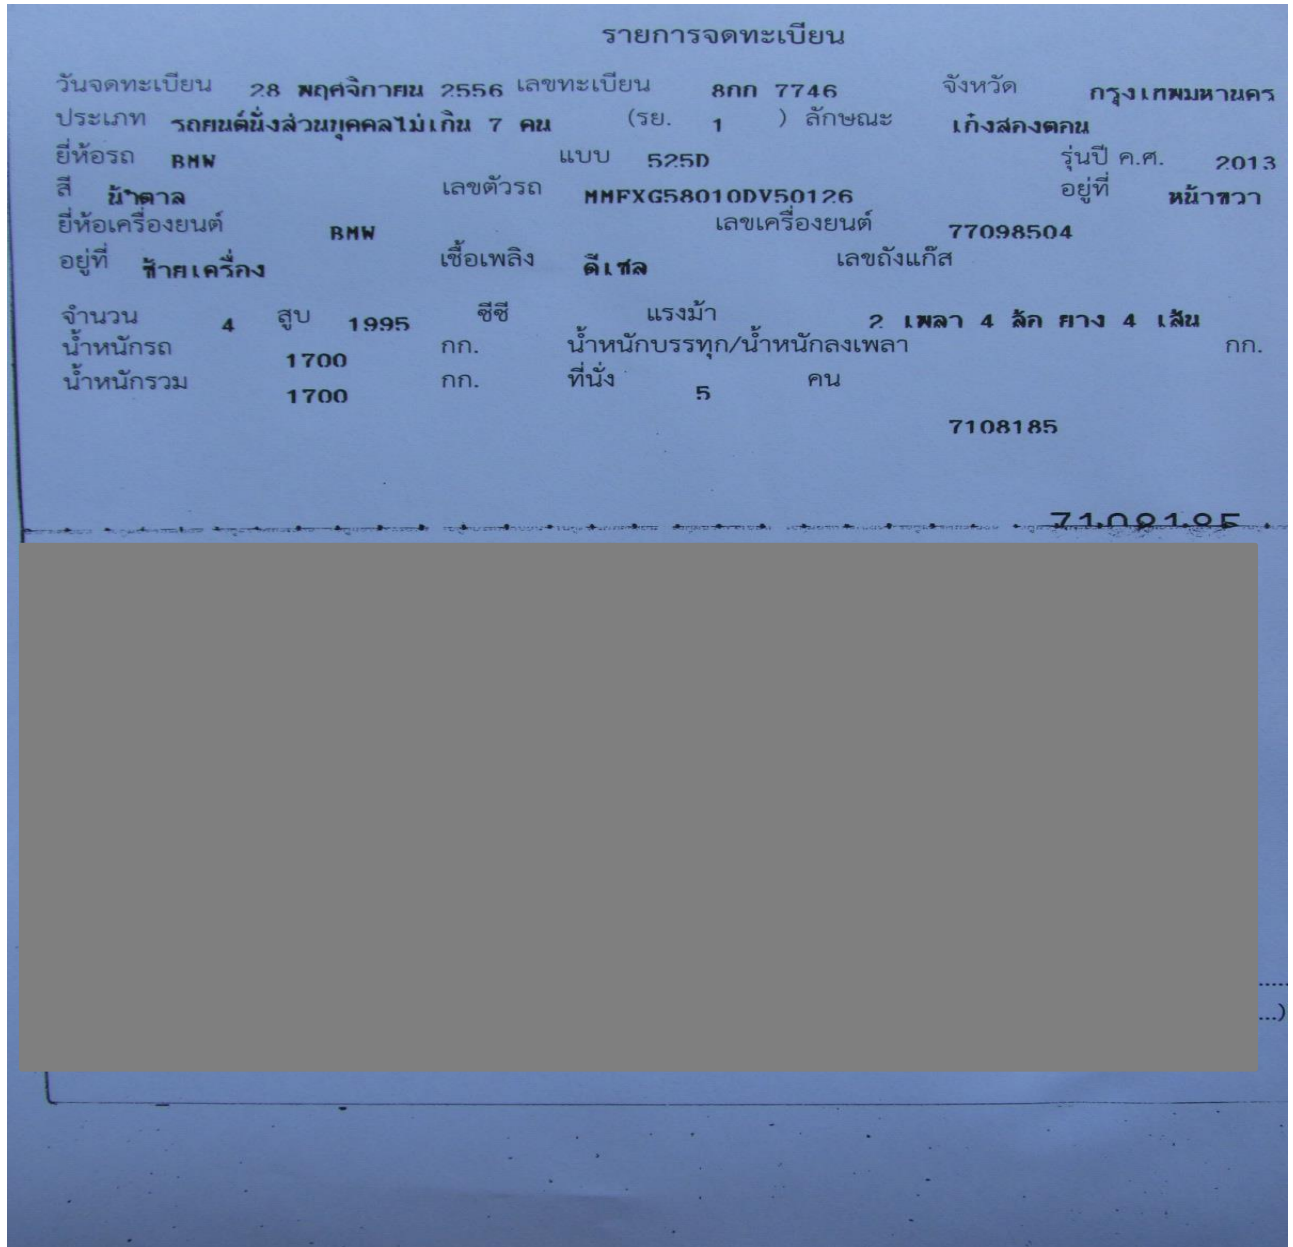 รายการจดทะเบียน
วันจดทะเบียน 28 พฤศจิกายน 2556 เลขทะเบียน 8กก 7746 จังหวัด กรุงเทพมหานคร
ประเภท รถยนต์นั่งส่วนบุคคลไม่เกิน 7 คน (รย. 1 ) ลักษณะ เก๋งสองตอน
ยี่ห้อรถ BMW แบบ 525D รุ่นปี ค.ศ. 2013
สี น้ำตาล เลขตัวรถ MMFXG58010DV50126 อยู่ที่ หน้าขวา
ยี่ห้อเครื่องยนต์ BMW เลขเครื่องยนต์ 77098504
อยู่ที่ ซ้ายเครื่อง เชื้อเพลิง ดีเซล เลขถังแก๊ส
จำนวน 4 สูบ 1995 ซีซี แรงม้า 2 เพลา 4 ล้อ ยาง 4 เส้น
น้ำหนักรถ 1700 กก. น้ำหนักบรรทุก/น้ำหนักลงเพลา กก.
น้ำหนักรวม 1700 กก. ที่นั่ง 5 คน
7108185
7108185